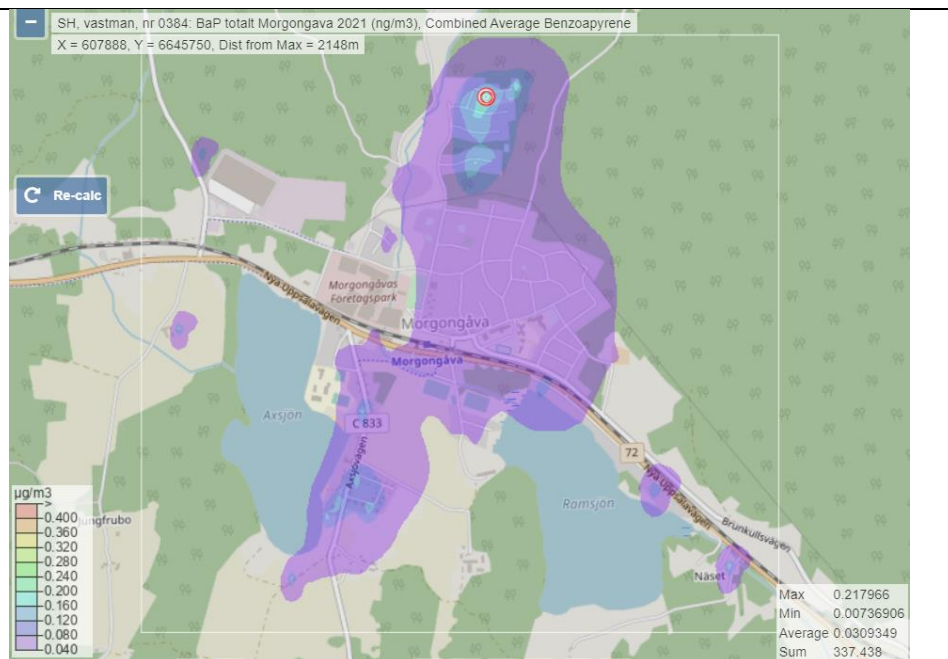 SH, vastman, nr 0384: BaP totalt Morgongava 2021 (ng/m3), Combined Average Benzoapyrene
X = 607888, Y = 6645750, Dist from Max = 2148m
Re-calc
Nya Uppsalavägen
Morgongåvas
Företagspark
Morgongåva
Morgongåva
Axsjön
C 833
Axsjövägen
72
Nya Uppsalavägen
Ramsjön
Brunkullsvägen
Näset
µg/m3
>
0.400
0.360
0.320
0.280
0.240
0.200
0.160
0.120
0.080
0.040
ungfrubo
Max 0.217966
Min 0.00736906
Average 0.0309349
Sum 337.438